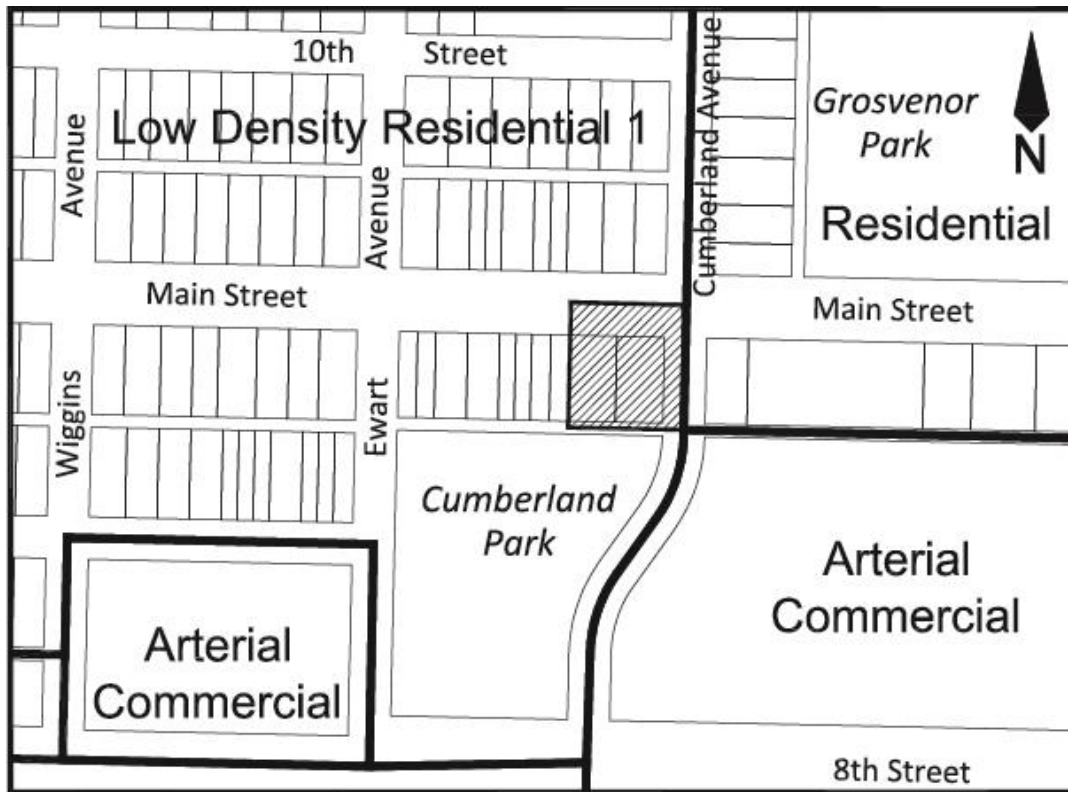 10th Street
Cumberland Avenue
Grosvenor
Park
N
Low Density Residential 1
Avenue
Avenue
Residential
Main Street
Main Street
Wiggins
Ewart
Cumberland
Park
Arterial
Commercial
Arterial
Commercial
8th Street